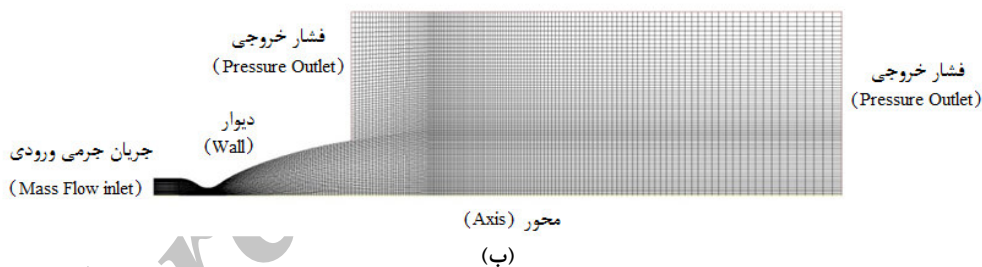 فشار خروجی
(Pressure Outlet)
فشار خروجی
(Pressure Outlet)
دیوار
(Wall)
جریان جرمی ورودی
(Mass Flow inlet)
محور (Axis)
(ب)